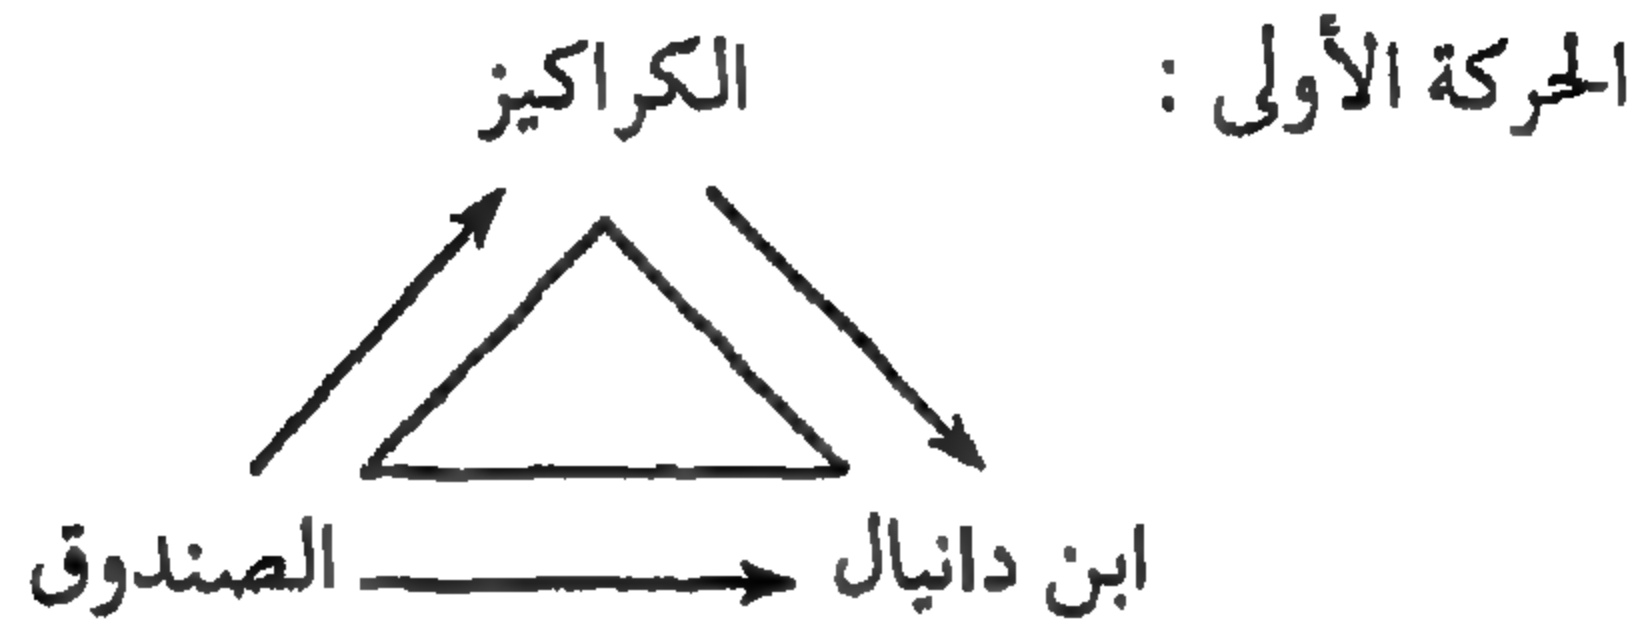 الحركة الأولى :
الكراكيز
ابن دانيال
الصندوق